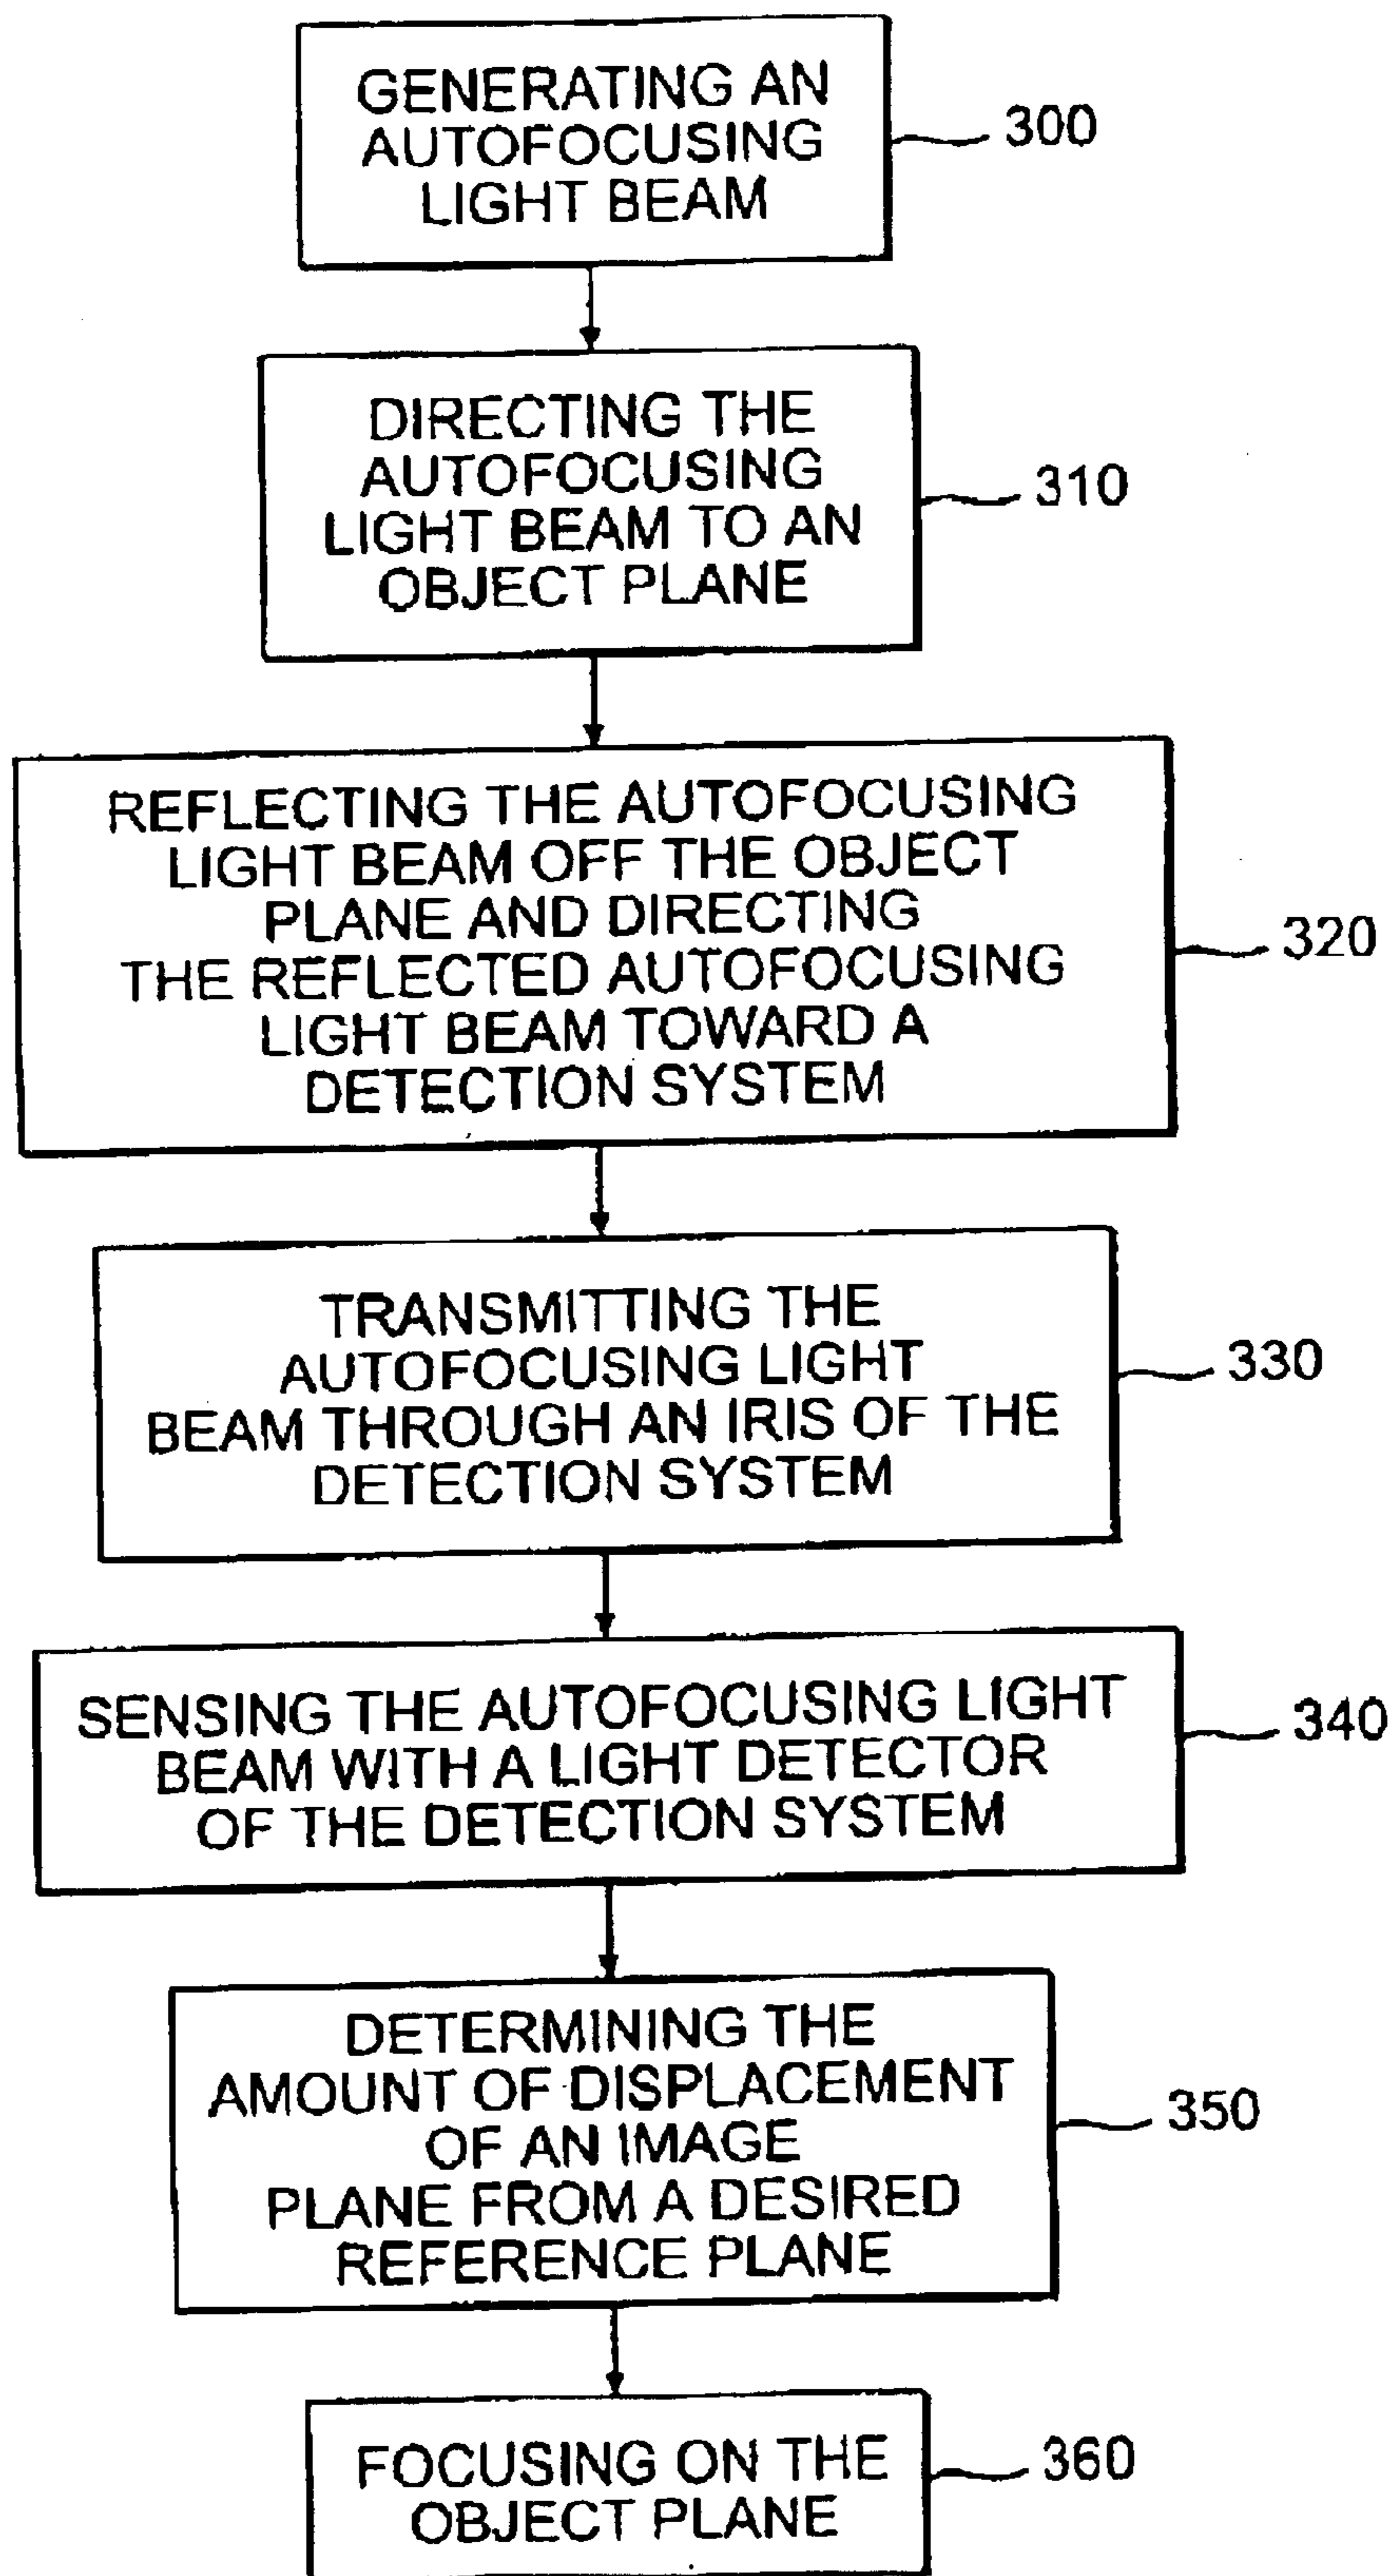 GENERATING AN
AUTOFOCUSING
LIGHT BEAM
300
DIRECTING THE
AUTOFOCUSING
LIGHT BEAM TO AN
OBJECT PLANE
310
REFLECTING THE AUTOFOCUSING
LIGHT BEAM OFF THE OBJECT
PLANE AND DIRECTING
THE REFLECTED AUTOFOCUSING
LIGHT BEAM TOWARD A
DETECTION SYSTEM
320
TRANSMITTING THE
AUTOFOCUSING LIGHT
BEAM THROUGH AN IRIS OF THE
DETECTION SYSTEM
330
SENSING THE AUTOFOCUSING LIGHT
BEAM WITH A LIGHT DETECTOR
OF THE DETECTION SYSTEM
340
DETERMINING THE
AMOUNT OF DISPLACEMENT
OF AN IMAGE
PLANE FROM A DESIRED
REFERENCE PLANE
350
FOCUSING ON THE
OBJECT PLANE
360